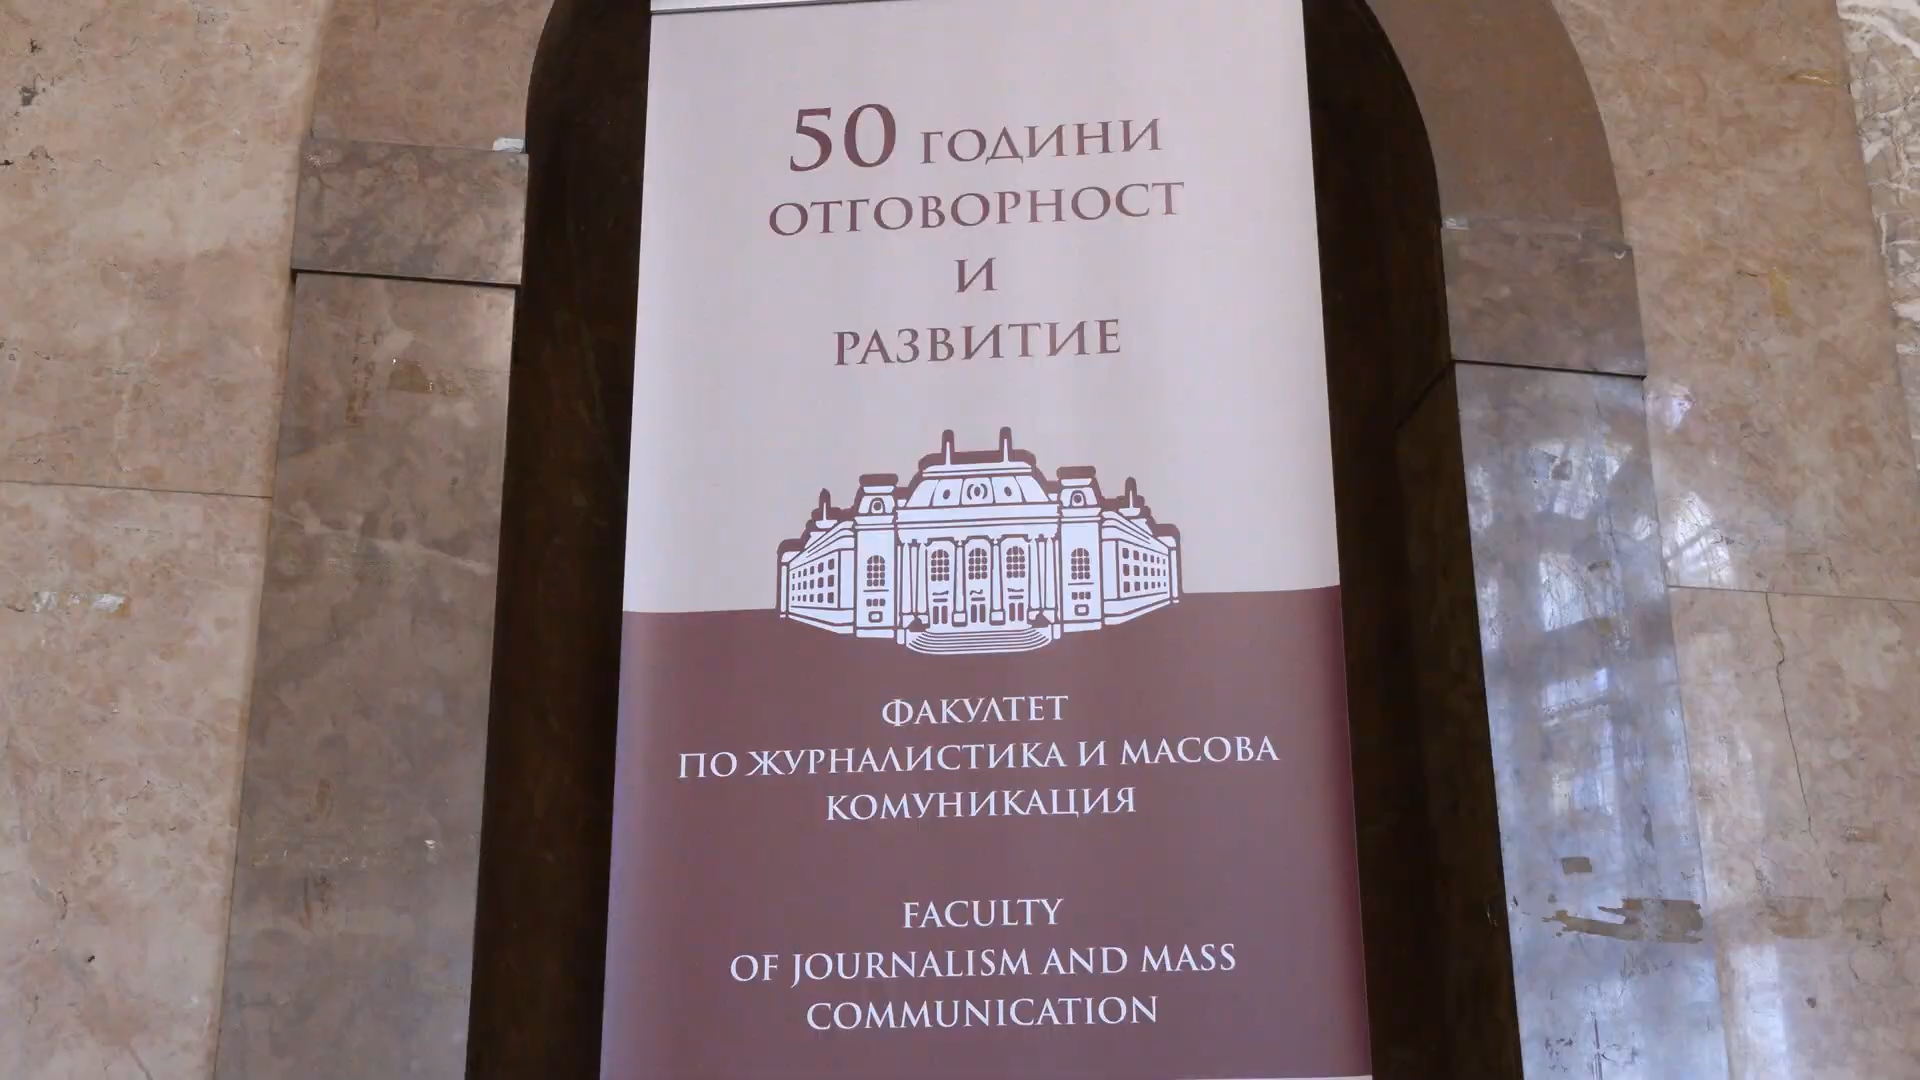 50 ГОДИНИ
ОТГОВОРНОСТ
И
РАЗВИТИЕ
ФАКУЛТЕТ
ПО ЖУРНАЛИСТИКА И МАСОВА
КОМУНИКАЦИЯ
FACULTY
OF JOURNALISM AND MASS
COMMUNICATION